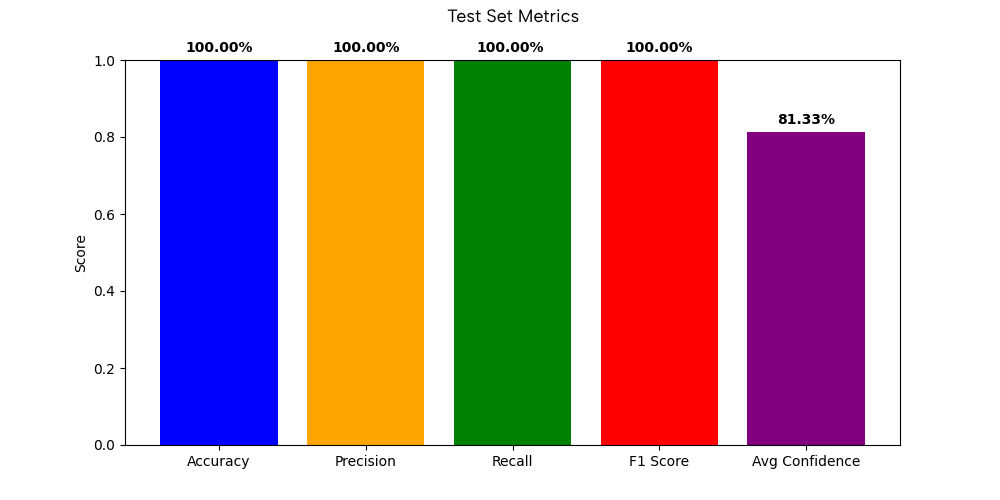 Test Set Metrics
100.00% 100.00% 100.00% 100.00%
81.33%
1.0
0.8
0.6
0.4
0.2
0.0
Score
Accuracy Precision Recall F1 Score Avg Confidence